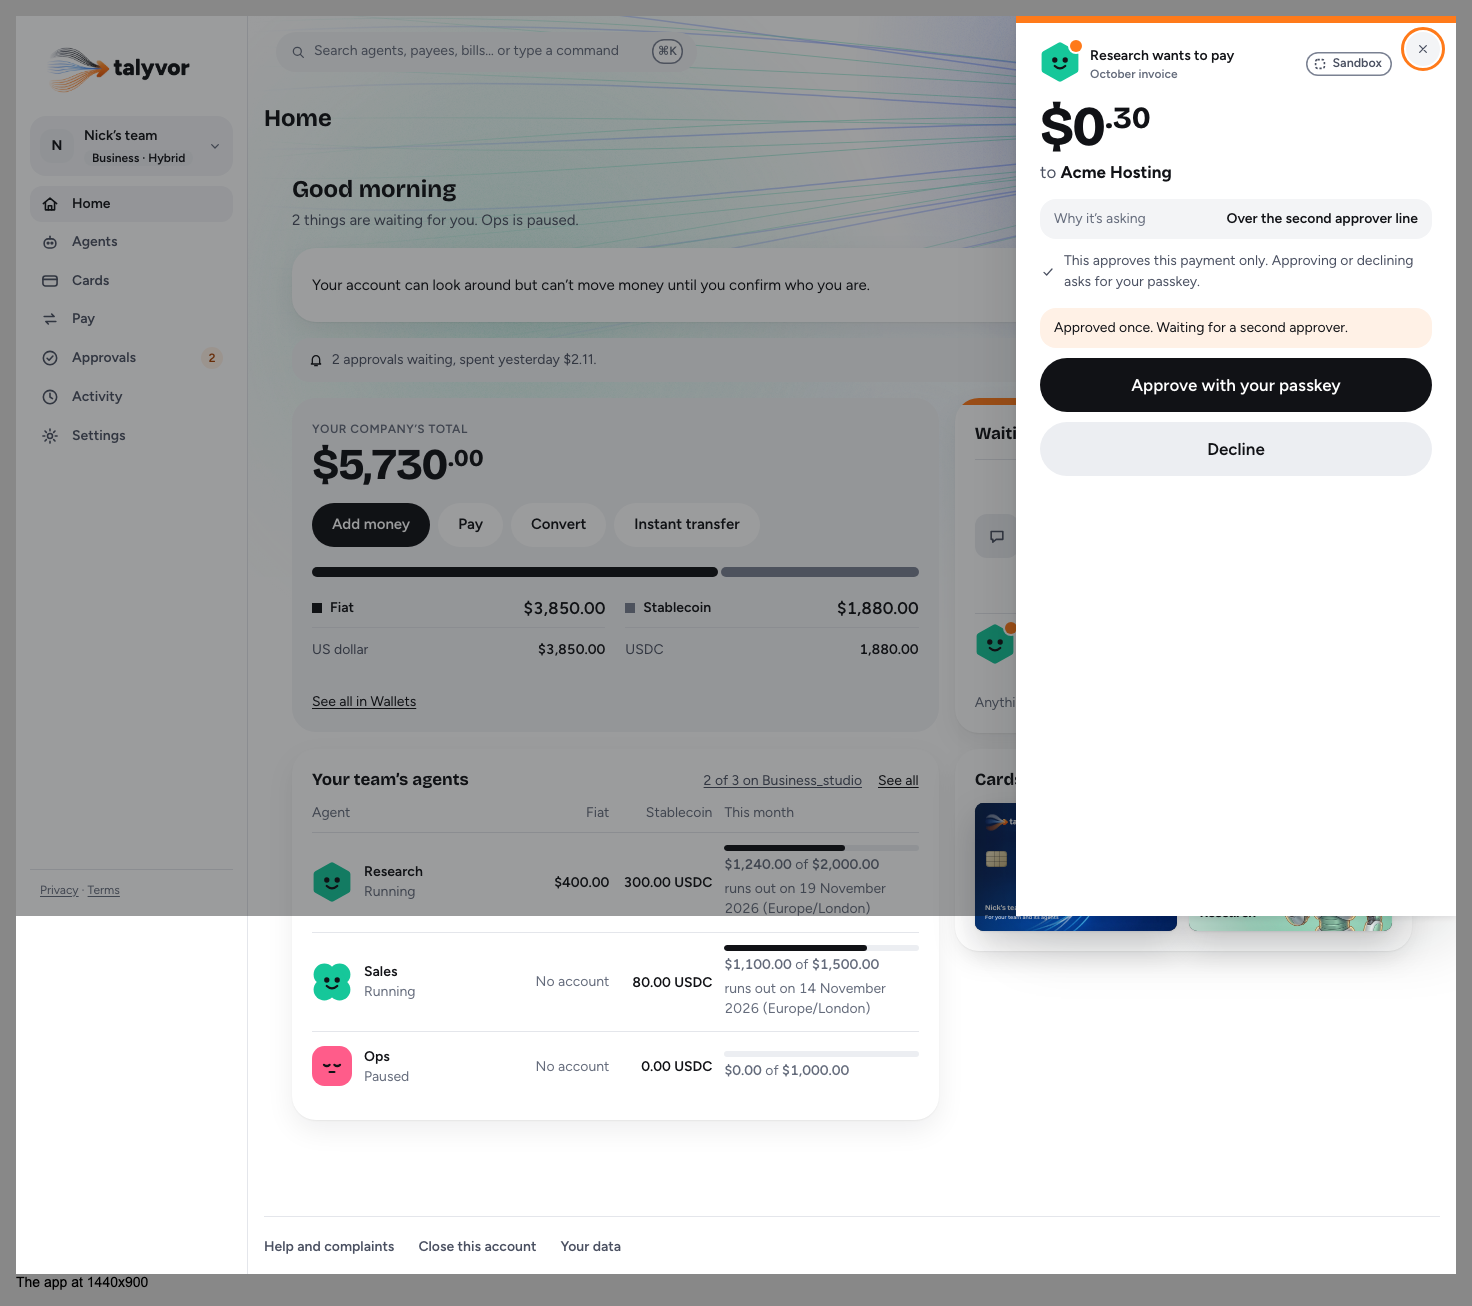 talyvor
N
Nick's team
Business · Hybrid
Home
Agents
Cards
Pay
Approvals
2
Activity
Settings
Privacy · Terms
Search agents, payees, bills... or type a command
⌘K
Home
Good morning
2 things are waiting for you. Ops is paused.
Your account can look around but can't move money until you confirm who you are.
2 approvals waiting, spent yesterday $2.11.
YOUR COMPANY'S TOTAL
$5,730.00
Add money
Pay
Convert
Instant transfer
Fiat
$3,850.00
Stablecoin
$1,880.00
US dollar
$3,850.00
USDC
1,880.00
See all in Wallets
Your team's agents
2 of 3 on Business_studio
See all
Agent
Fiat
Stablecoin
This month
Research
Running
$400.00
300.00 USDC
$1,240.00 of $2,000.00
runs out on 19 November
2026 (Europe/London)
Sales
Running
No account
80.00 USDC
$1,100.00 of $1,500.00
runs out on 14 November
2026 (Europe/London)
Ops
Paused
No account
0.00 USDC
$0.00 of $1,000.00
Research wants to pay
October invoice
Sandbox
$0.30
to Acme Hosting
Why it's asking
Over the second approver line
This approves this payment only. Approving or declining
asks for your passkey.
Approved once. Waiting for a second approver.
Approve with your passkey
Decline
Help and complaints
Close this account
Your data
The app at 1440x900